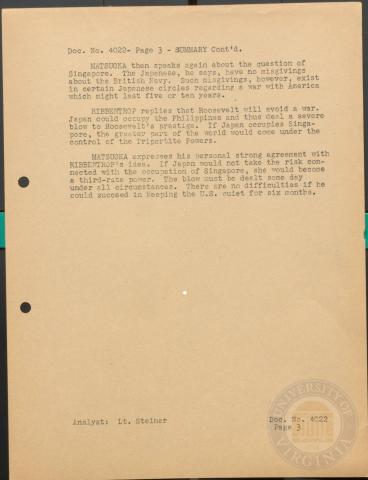 Doc. No. 4022- Page 3 - SUMMARY Cont'd.
MATSUOKA then speaks again about the question of
Singapore. The Japanese, he says, have no misgivings
about the British Navy. Such misgivings, however, exist
in certain Japanese circles regarding a war with America
which might last five or ten years.
RIBBENTROP replies that Roosevelt will avoid a war.
Japan could occupy the Philippines and thus deal a severe
blow to Roosevelt's prestige. If Japan occupies Singa-
pore, the greater part of the world would come under the
control of the Tripartite Powers.
MATSUOKA expresses his personal strong agreement with
RIBBENTROP's idea. If Japan would not take the risk con-
nected with the occupation of Singapore, she would become
a third-rate power. The blow must be dealt some day
under all circumstances. There are no difficulties if he
could succeed in keeping the U.S. quiet for six months.
Analyst: Lt. Steiner
Doc. No. 4022
Page 3
UNIVERSITY OF
VIRGINIA